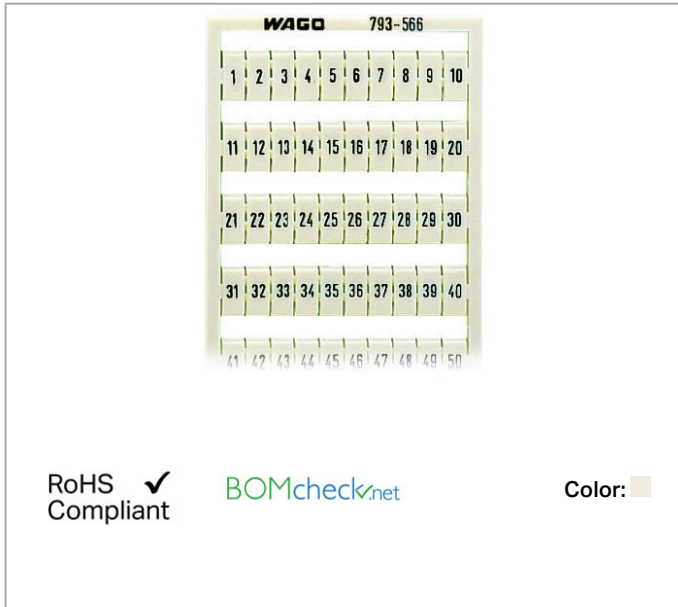 WAGO 793-566
1 2 3 4 5 6 7 8 9 10
11 12 13 14 15 16 17 18 19 20
21 22 23 24 25 26 27 28 29 30
31 32 33 34 35 36 37 38 39 40
41 42 43 44 45 46 47 48 49 50
RoHS ✓
Compliant
BOMcheck.net
Color: